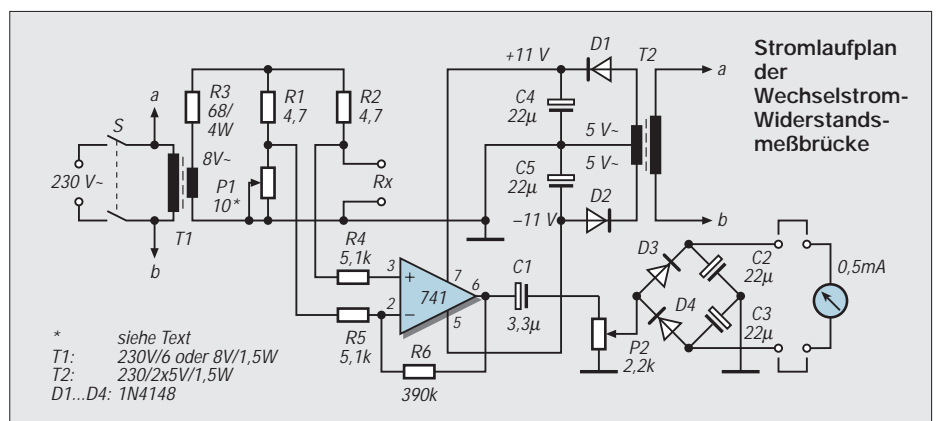 Stromlaufplan
der
Wechselstrom-
Widerstands-
meßbrücke
+11 V
D1
T2
a
R3
68/
4W
R1
4,7
R2
4,7
C4
22µ
a
S
5 V~
5 V~
8V~
P1
10*
Rx
230 V~
C5
22µ
–11 V
D2
b
b
T1
R4
5,1k
3
+
7
6
C1
3,3µ
D3
C2
22µ
0,5mA
741
2
–
5
D4
C3
22µ
R5
5,1k
R6
390k
P2
2,2k
* siehe Text
T1: 230V/6 oder 8V/1,5W
T2: 230/2x5V/1,5W
D1...D4: 1N4148